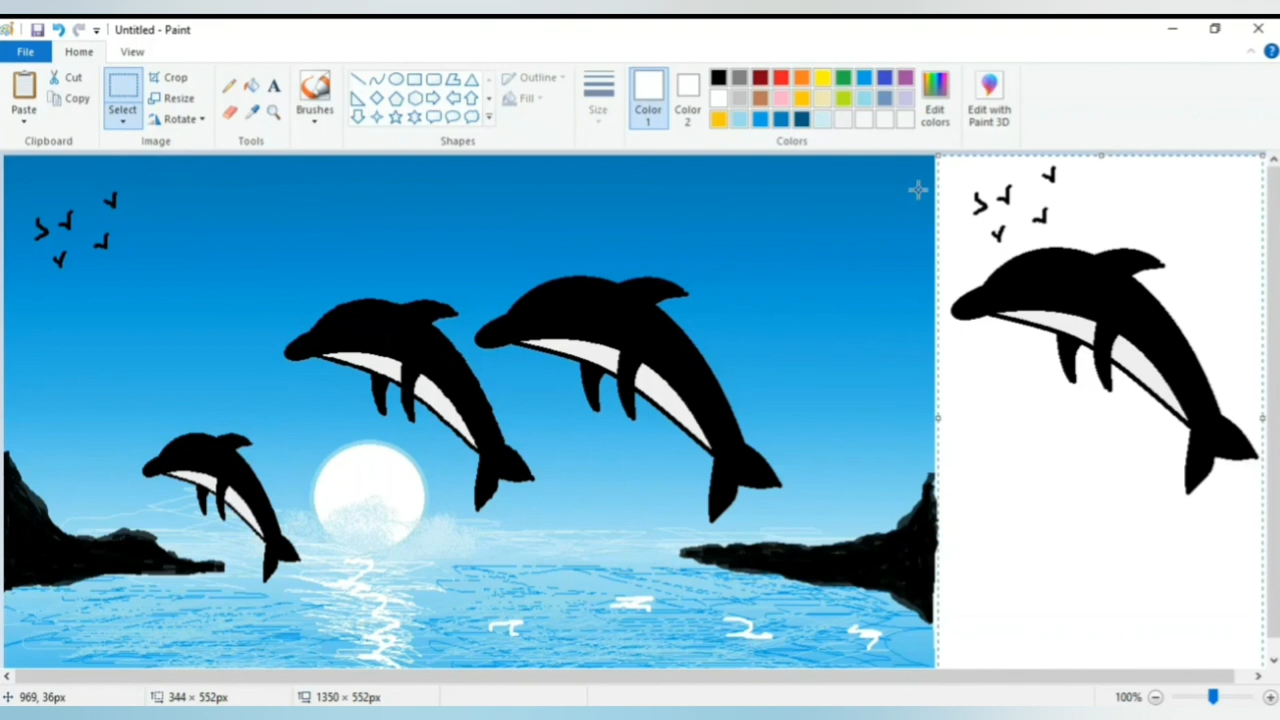 Untitled - Paint
File Home View
Paste
Cut
Copy
Clipboard
Select
Crop
Resize
Rotate
Image
A
Tools
Brushes
Outline
Fill
Shapes
Size
Color 1
Color 2
Edit colors
Colors
Edit with Paint 3D
969, 36px
344 × 552px
1350 × 552px
100%